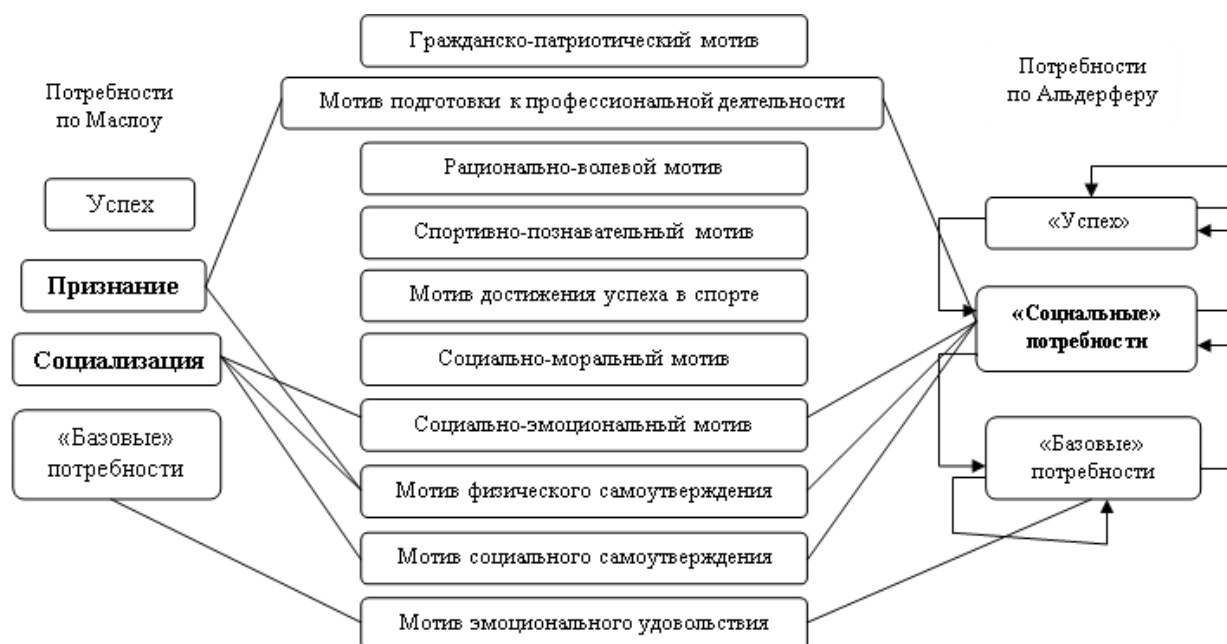 Гражданско-патриотический мотив
Потребности
по Маслоу
Мотив подготовки к профессиональной деятельности
Потребности
по Альдерферу
Рационально-волевой мотив
Успех
Спортивно-познавательный мотив
«Успех»
Признание
Мотив достижения успеха в спорте
«Социальные»
потребности
Социализация
Социально-моральный мотив
«Базовые»
потребности
Социально-эмоциональный мотив
«Базовые»
потребности
Мотив физического самоутверждения
Мотив социального самоутверждения
Мотив эмоционального удовольствия